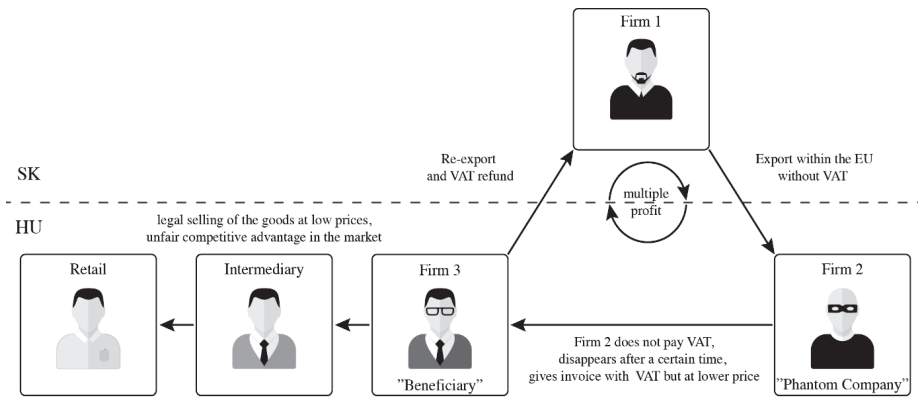 Firm 1
Re-export
and VAT refund
Export within the EU
without VAT
SK
multiple
profit
HU
legal selling of the goods at low prices,
unfair competitive advantage in the market
Retail
Intermediary
Firm 3
Firm 2
Firm 2 does not pay VAT,
disappears after a certain time,
gives invoice with VAT but at lower price
"Beneficiary"
"Phantom Company"